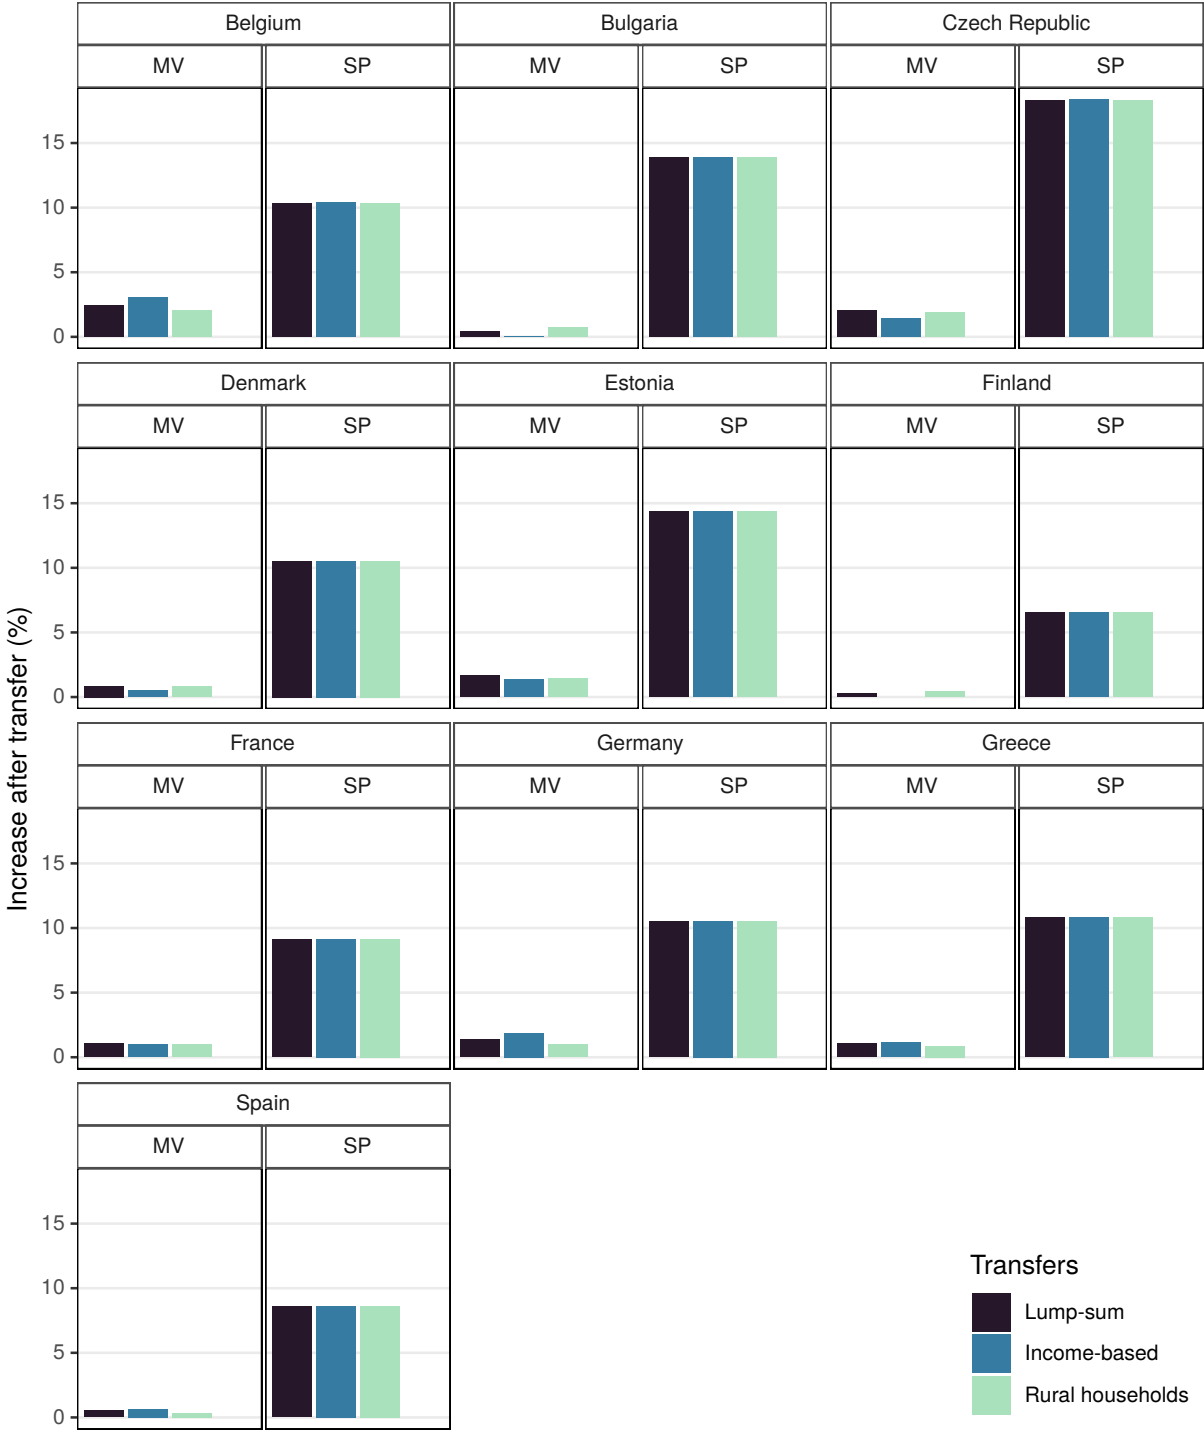 Belgium
Bulgaria
Czech Republic
MV
SP
MV
SP
MV
SP
15
10
5
0
Denmark
Estonia
Finland
MV
SP
MV
SP
MV
SP
15
10
5
0
Increase after transfer (%)
France
Germany
Greece
MV
SP
MV
SP
MV
SP
15
10
5
0
Spain
MV
SP
15
10
5
0
Transfers
Lump-sum
Income-based
Rural households